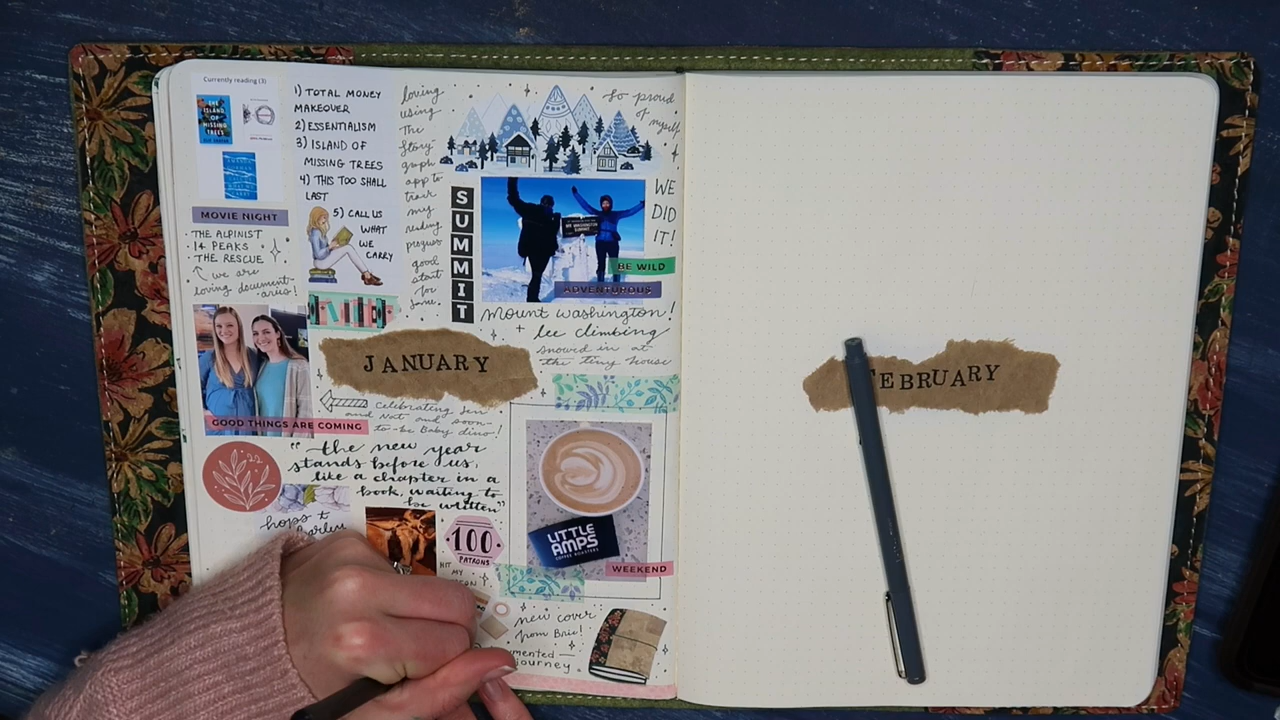 Currently reading (3)
THE ISLAND OF MISSING TREES
1) TOTAL MONEY
MAKEOVER
2) ESSENTIALISM
3) ISLAND OF
MISSING TREES
4) THIS TOO SHALL
LAST
5) CALL US
WHAT
WE
CARRY
MOVIE NIGHT
THE ALPINIST
14 PEAKS
THE RESCUE
we are
loving document-
aries!
loving
using
The
Story
graph
app to
track
my
reading
progress
good
start
for
June.
so proud
of
myself
SUMMIT
WE
DID
IT!
BE WILD
ADVENTUROUS
Mount Washington!
+ Ice climbing
snowed in at
the tiny house
JANUARY
GOOD THINGS ARE COMING
Celebrating Jen
and Nat and soon-
to-be Baby dino!
"the new year
stands before us,
like a chapter in a
book, waiting to
be written"
22
hops +
100
PATRONS
HIT
MY
LITTLE
AMPS
COFFEE ROASTERS
WEEKEND
new cover
from Brie!
journey
FEBRUARY